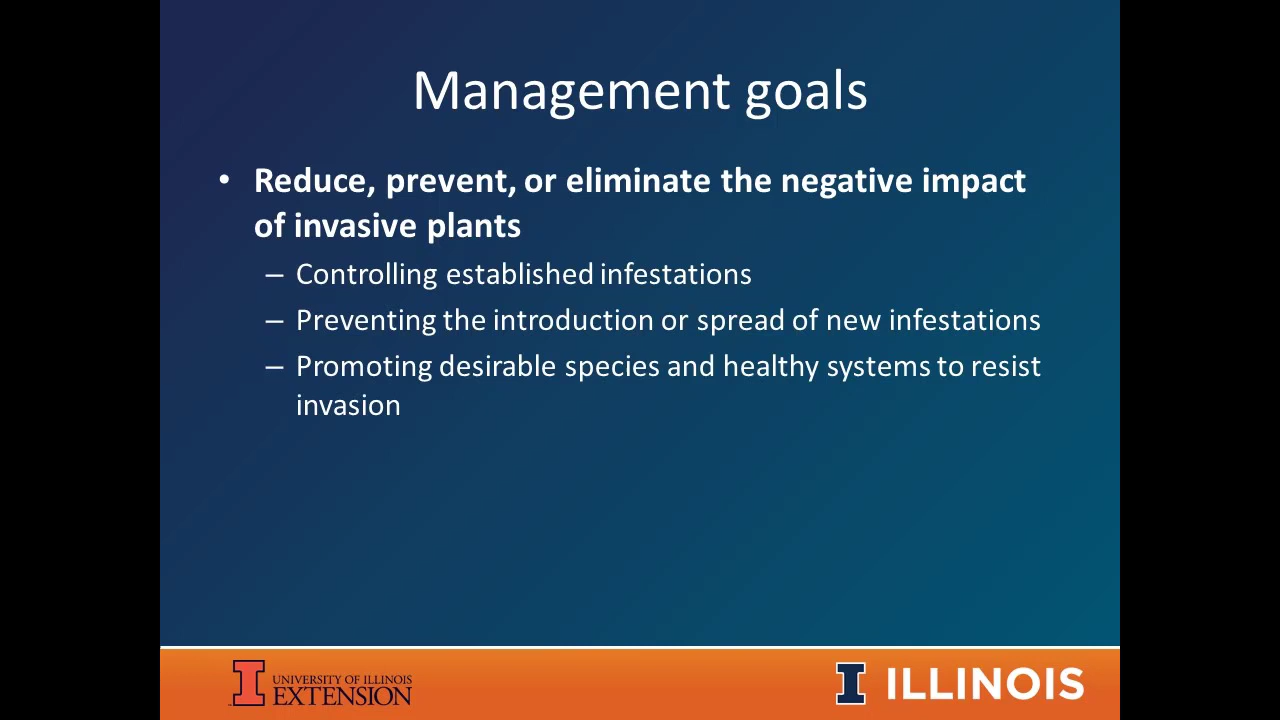 Management goals
• Reduce, prevent, or eliminate the negative impact
of invasive plants
– Controlling established infestations
– Preventing the introduction or spread of new infestations
– Promoting desirable species and healthy systems to resist
invasion
I UNIVERSITY OF ILLINOIS
EXTENSION
I ILLINOIS